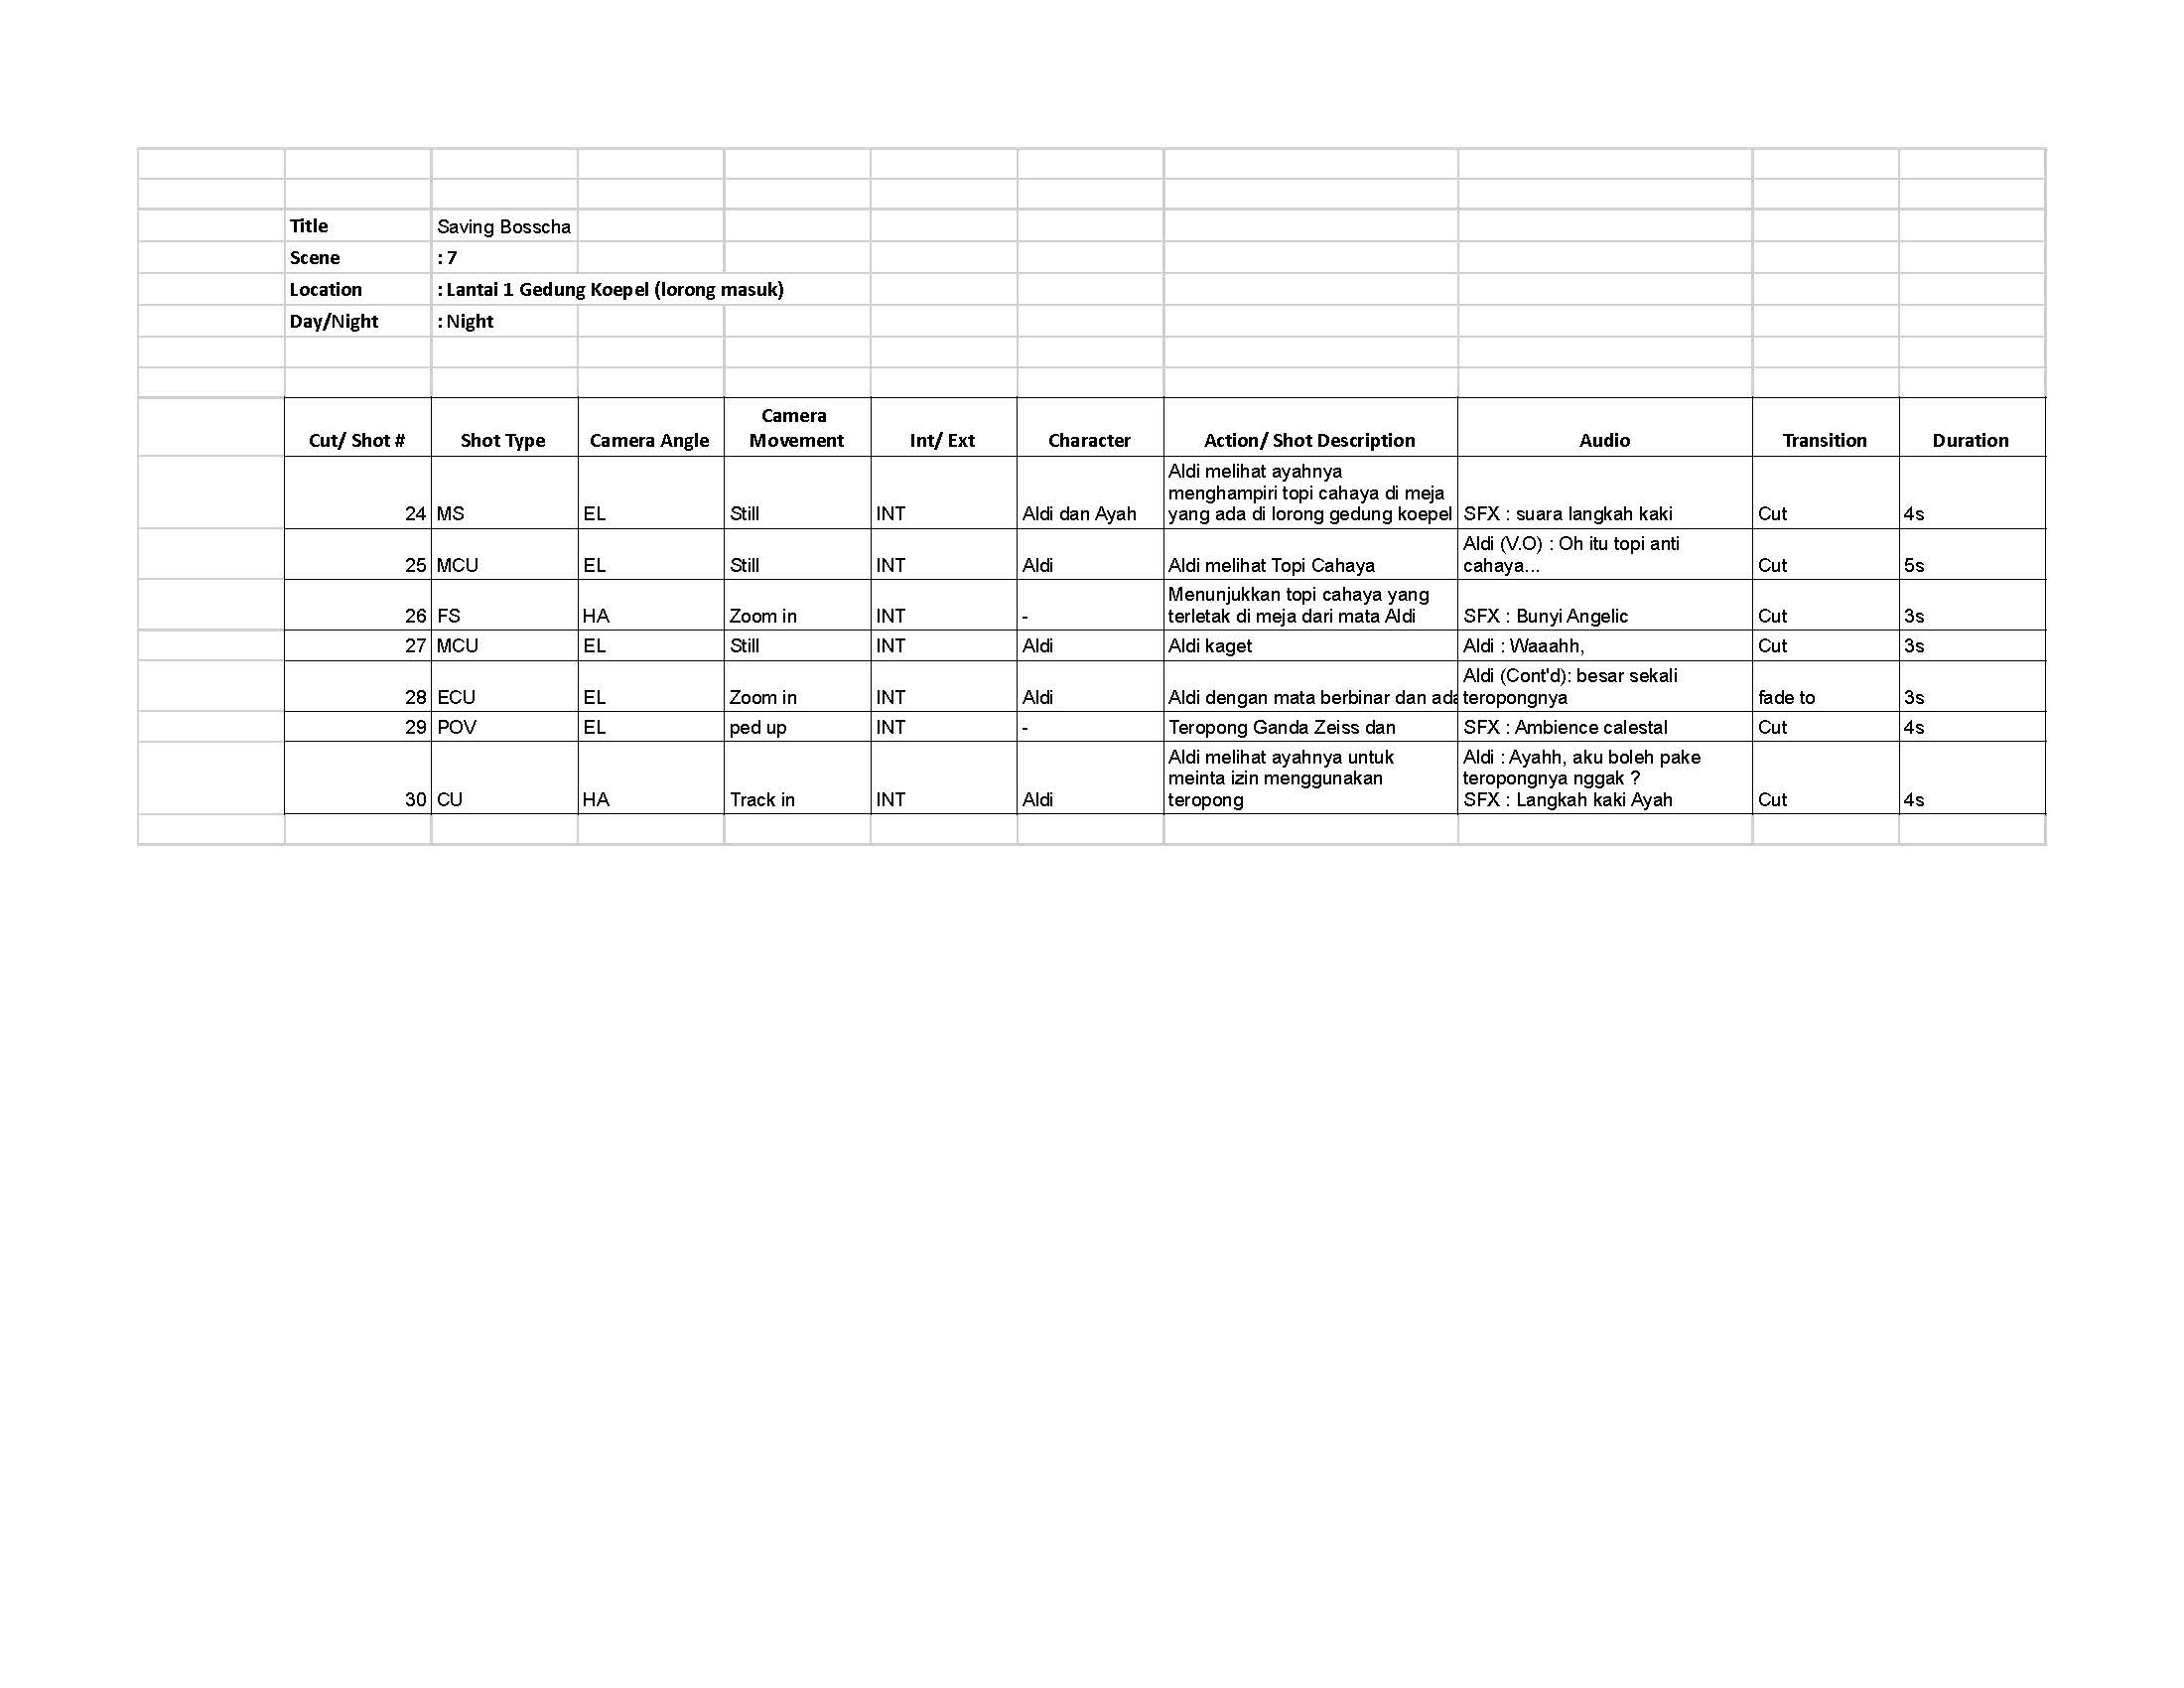 Title Saving Bosscha
Scene : 7
Location : Lantai 1 Gedung Koepel (lorong masuk)
Day/Night : Night
Cut/ Shot # Shot Type Camera Angle Camera Movement Int/ Ext Character Action/ Shot Description Audio Transition Duration
24 MS EL Still INT Aldi dan Ayah Aldi melihat ayahnya menghampiri topi cahaya di meja yang ada di lorong gedung koepel SFX : suara langkah kaki Cut 4s
25 MCU EL Still INT Aldi Aldi melihat Topi Cahaya Aldi (V.O) : Oh itu topi anti cahaya... Cut 5s
26 FS HA Zoom in INT - Menunjukkan topi cahaya yang terletak di meja dari mata Aldi SFX : Bunyi Angelic Cut 3s
27 MCU EL Still INT Aldi Aldi kaget Aldi : Waaahh, Cut 3s
28 ECU EL Zoom in INT Aldi Aldi dengan mata berbinar dan ada Aldi (Cont'd): besar sekali teropongnya fade to 3s
29 POV EL ped up INT - Teropong Ganda Zeiss dan SFX : Ambience calestal Cut 4s
30 CU HA Track in INT Aldi Aldi melihat ayahnya untuk meinta izin menggunakan teropong Aldi : Ayahh, aku boleh pake teropongnya nggak ? SFX : Langkah kaki Ayah Cut 4s